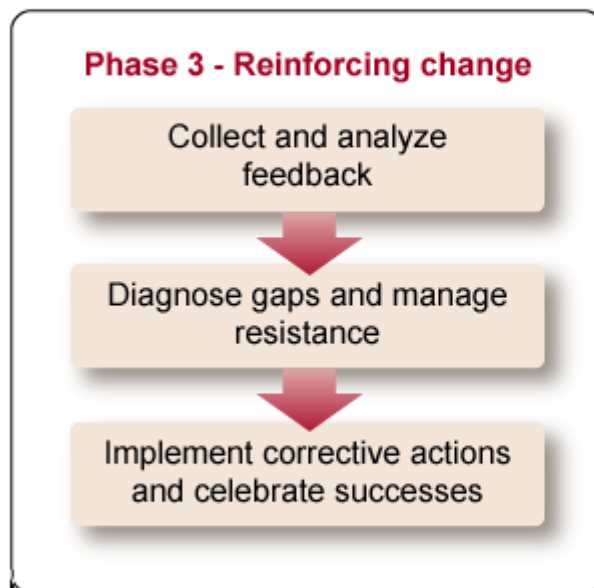 Phase 3 - Reinforcing change
Collect and analyze
feedback
Diagnose gaps and manage
resistance
Implement corrective actions
and celebrate successes